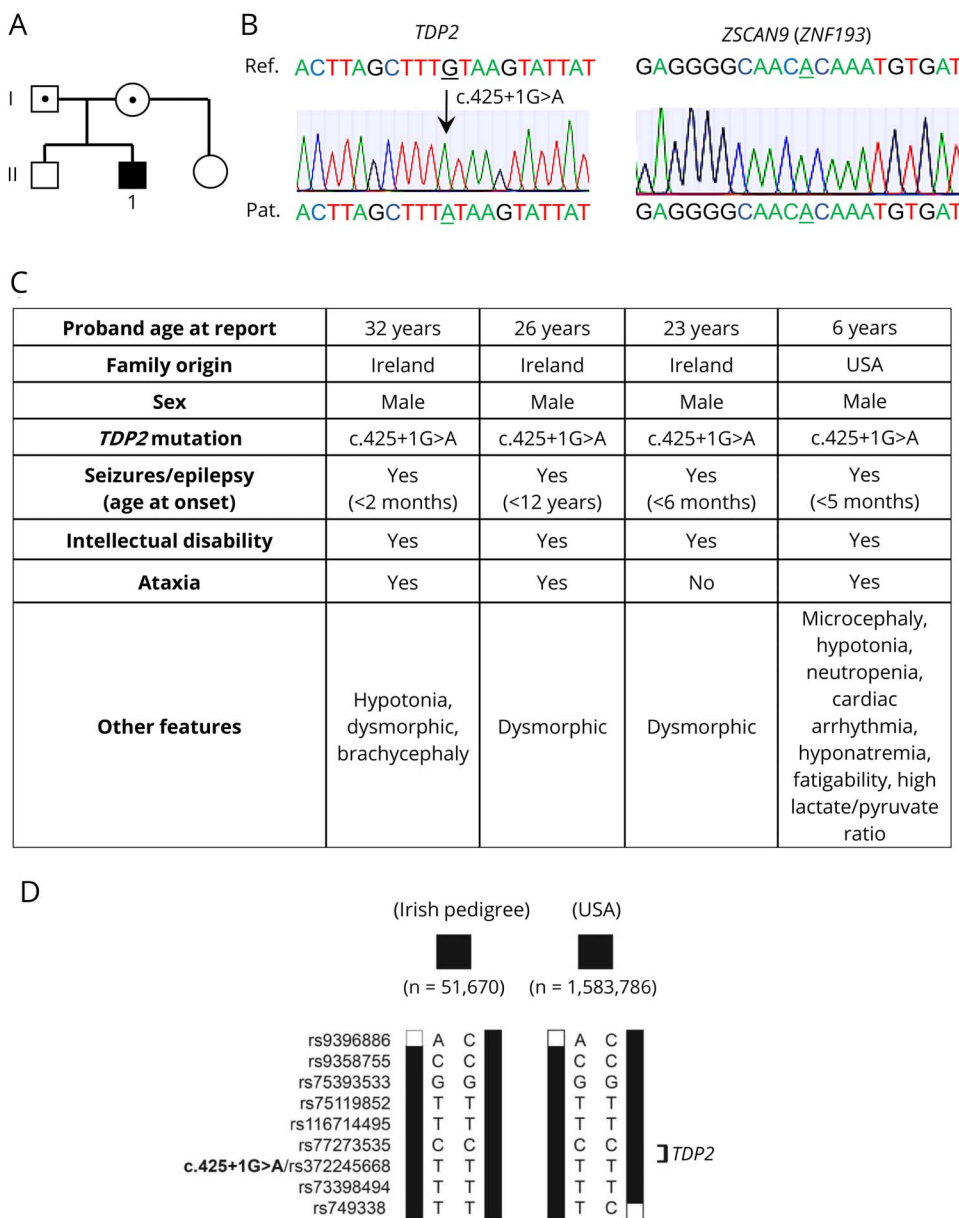 A
I
II
1
B
TDP2
ZSCAN9 (ZNF193)
Ref. ACTTAGCTTTGTAAGTATTAT GAGGGGCAACACAAATGTGAT
c.425+1G>A
Pat. ACTTAGCTTTATAAGTATTAT GAGGGGCAACACAAATGTGAT
C
Proband age at report 32 years 26 years 23 years 6 years
Family origin Ireland Ireland Ireland USA
Sex Male Male Male Male
TDP2 mutation c.425+1G>A c.425+1G>A c.425+1G>A c.425+1G>A
Seizures/epilepsy Yes Yes Yes Yes
(age at onset) (<2 months) (<12 years) (<6 months) (<5 months)
Intellectual disability Yes Yes Yes Yes
Ataxia Yes Yes No Yes
Other features
Hypotonia,
dysmorphic,
brachycephaly
Dysmorphic
Dysmorphic
Microcephaly,
hypotonia,
neutropenia,
cardiac
arrhythmia,
hyponatremia,
fatigability, high
lactate/pyruvate
ratio
D
(Irish pedigree) (USA)
(n = 51,670) (n = 1,583,786)
rs9396886 A C A C
rs9358755 C C C C
rs75393533 G G G G
rs75119852 T T T T
rs116714495 T T T T
rs77273535 C C C C
TDP2
c.425+1G>A/rs372245668 T T T T
rs73398494 T T T T
rs749338 T T T C